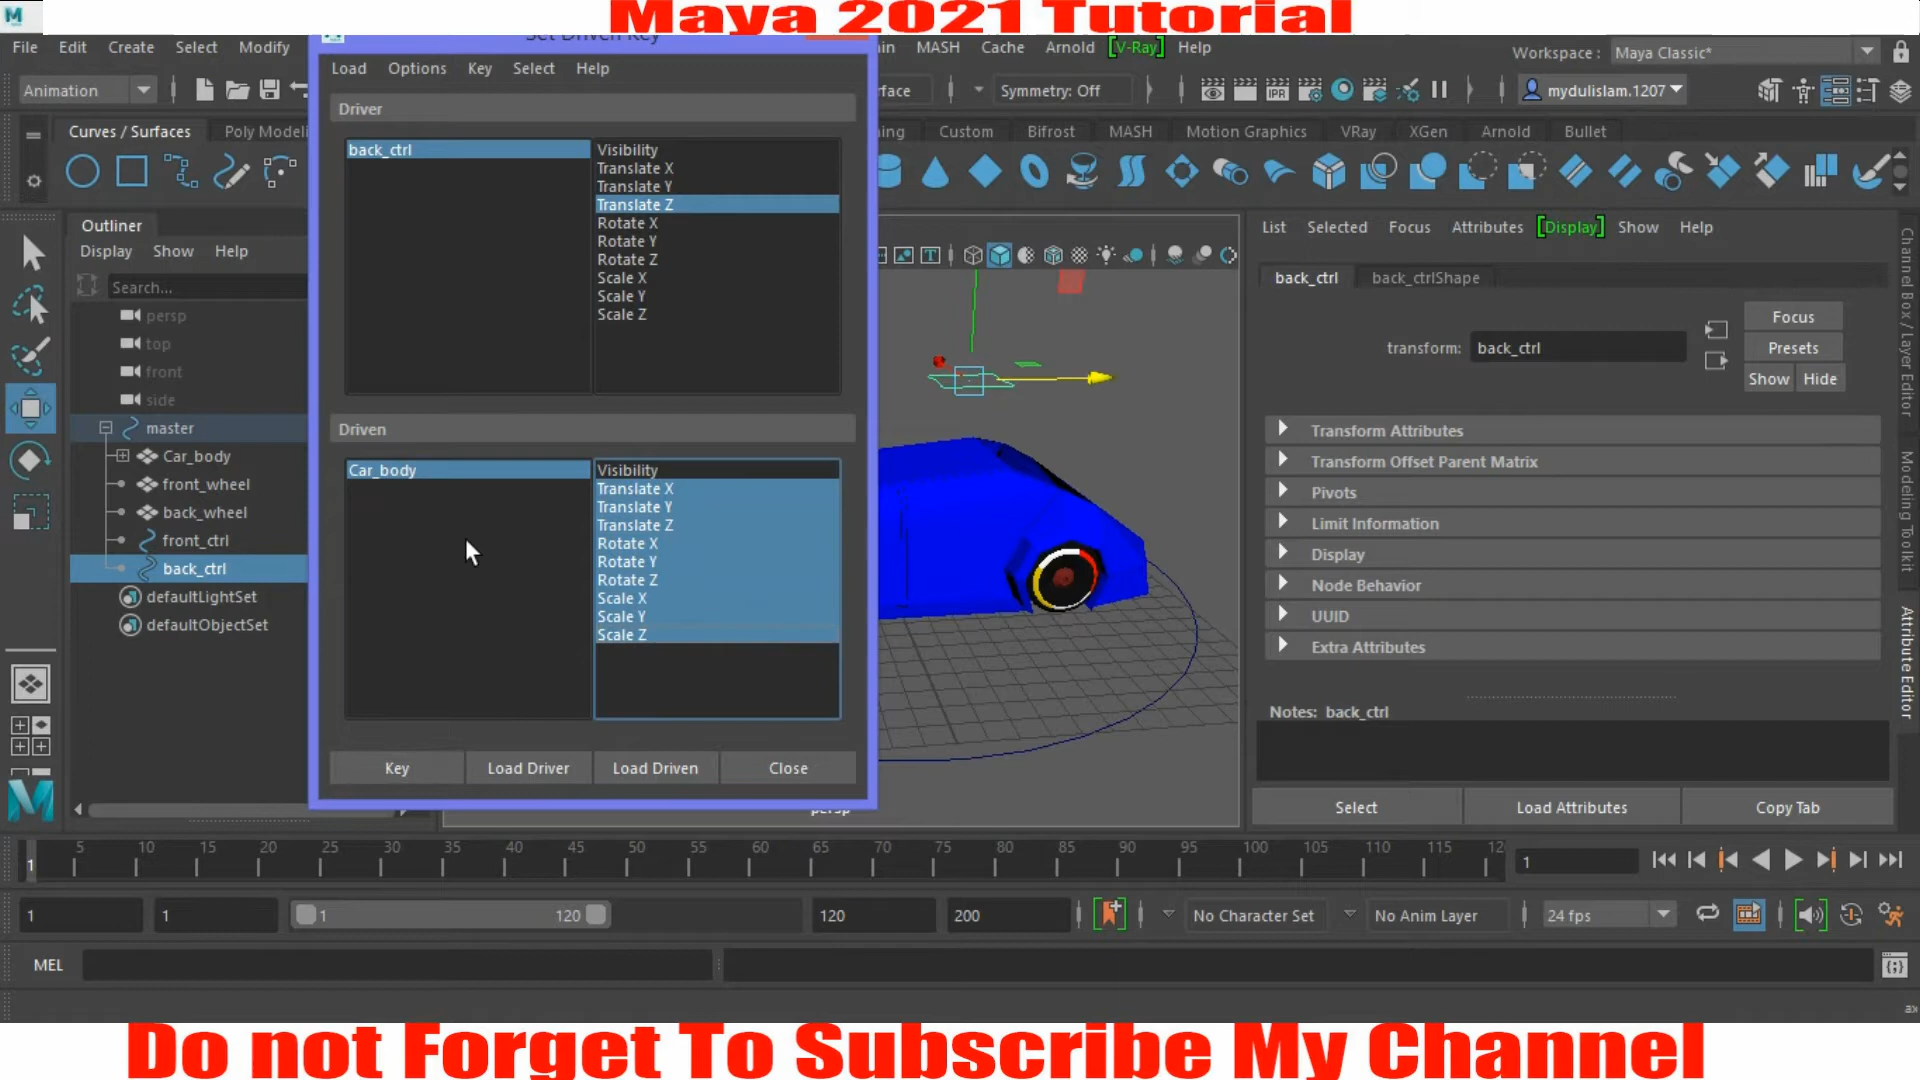 Maya 2021 Tutorial
File Edit Create Select Modify
MASH Cache Arnold [V-Ray] Help
Workspace : Maya Classic*
Set Driven Key
Load Options Key Select Help
Animation
Symmetry: Off
mydulislam.1207
Driver
Curves / Surfaces
Custom Bifrost MASH Motion Graphics VRay XGen Arnold Bullet
back_ctrl
Visibility
Translate X
Translate Y
Translate Z
Rotate X
Rotate Y
Rotate Z
Scale X
Scale Y
Scale Z
Outliner
Display Show Help
Search...
persp
top
front
side
master
Car_body
front_wheel
back_wheel
front_ctrl
back_ctrl
defaultLightSet
defaultObjectSet
Driven
Car_body
Visibility
Translate X
Translate Y
Translate Z
Rotate X
Rotate Y
Rotate Z
Scale X
Scale Y
Scale Z
Key Load Driver Load Driven Close
persp
List Selected Focus Attributes [Display] Show Help
back_ctrl back_ctrlShape
Focus
transform: back_ctrl
Presets
Show Hide
Transform Attributes
Transform Offset Parent Matrix
Pivots
Limit Information
Display
Node Behavior
UUID
Extra Attributes
Notes: back_ctrl
Select Load Attributes Copy Tab
Channel Box / Layer Editor
Modeling Toolkit
Attribute Editor
5 10 15 20 25 30 35 40 45 50 55 60 65 70 75 80 85 90 95 100 105 110 115
1
1
1 1 1 120 120 200 No Character Set No Anim Layer 24 fps
MEL
Do not Forget To Subscribe My Channel